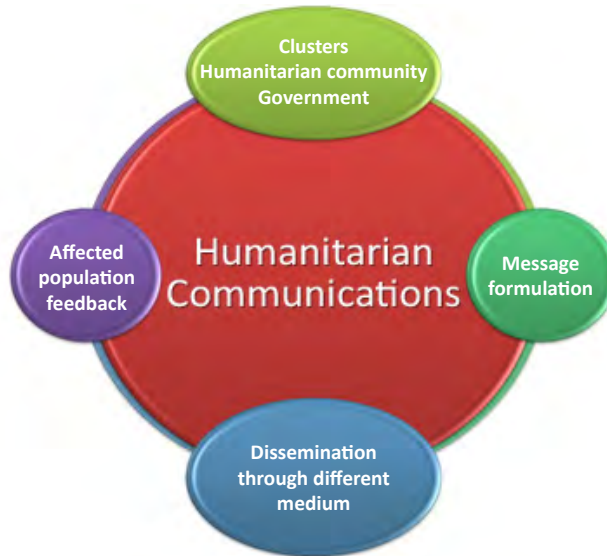 Clusters
Humanitarian community
Government
Affected
population
feedback
Humanitarian
Communications
Message
formulation
Dissemination
through different
medium